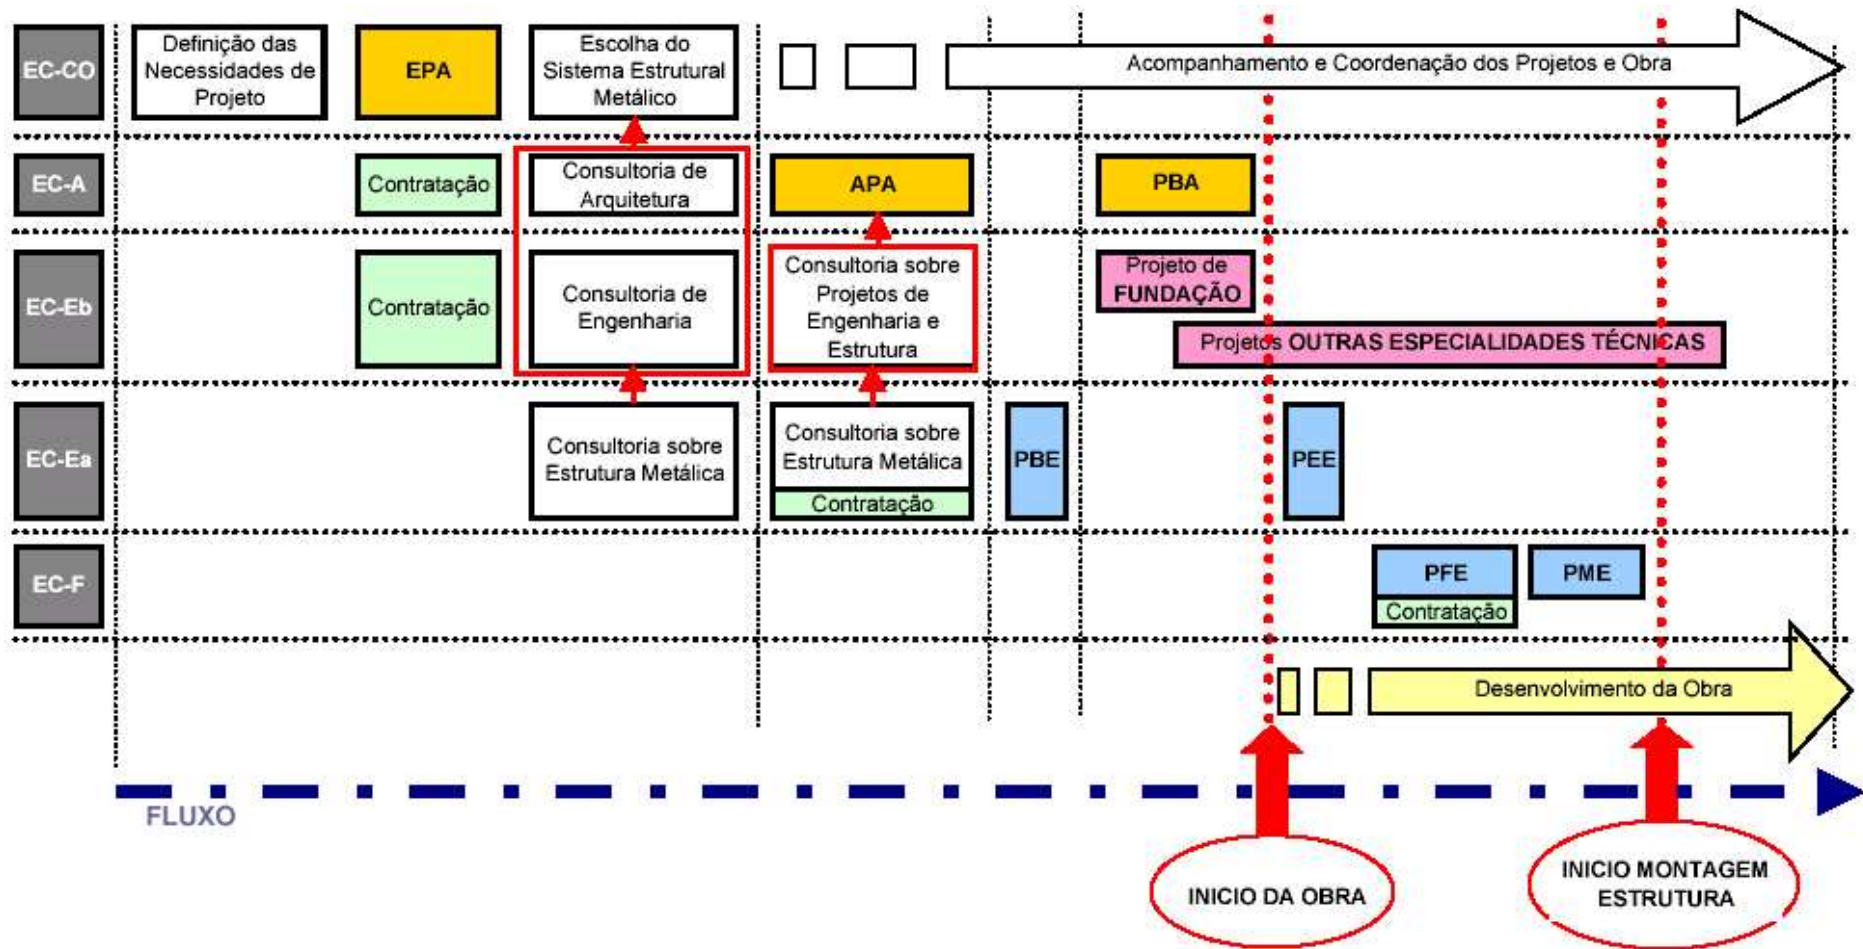 EC-CO
Definição das
Necessidades de
Projeto
EPA
Escolha do
Sistema Estrutural
Metálico
Acompanhamento e Coordenação dos Projetos e Obra
EC-A
Contratação
Consultoria de
Arquitetura
APA
PBA
EC-Eb
Contratação
Consultoria de
Engenharia
Consultoria sobre
Projetos de
Engenharia e
Estrutura
Projeto de
FUNDAÇÃO
Projetos OUTRAS ESPECIALIDADES TÉCNICAS
EC-Ea
Consultoria sobre
Estrutura Metálica
Consultoria sobre
Estrutura Metálica
Contratação
PBE
PEE
EC-F
PFE
Contratação
PME
Desenvolvimento da Obra
FLUXO
INICIO DA OBRA
INICIO MONTAGEM
ESTRUTURA